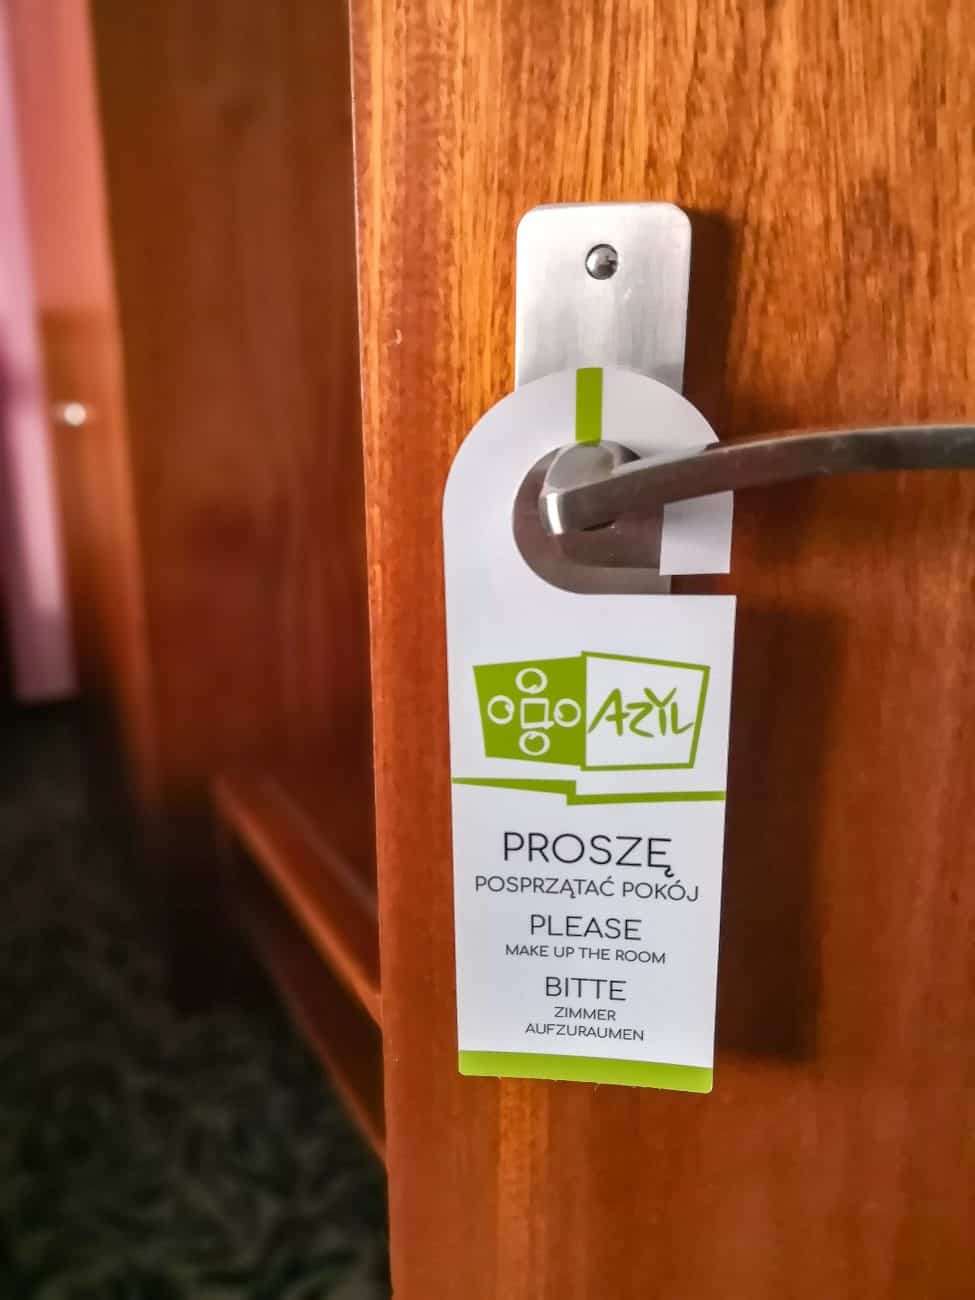 AZYL
PROSZĘ
POSPRZĄTAĆ POKÓJ
PLEASE
MAKE UP THE ROOM
BITTE
ZIMMER
AUFZURAUMEN